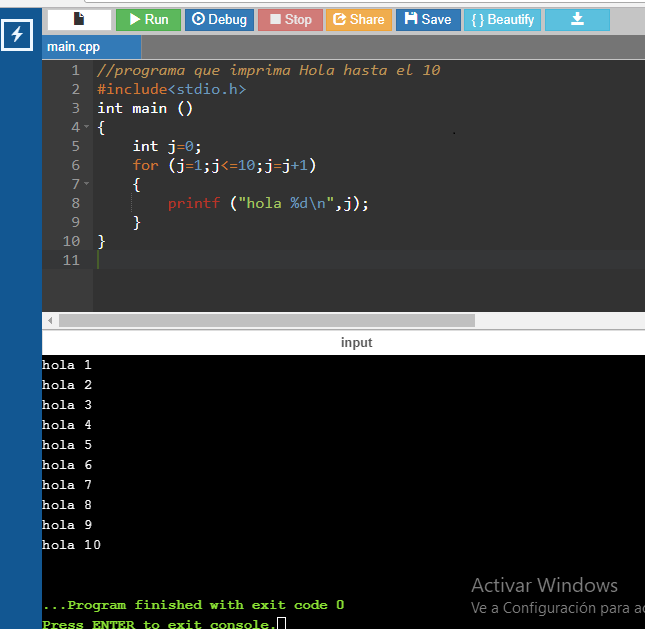 Run Debug Stop Share Save { } Beautify
main.cpp
1 //programa que imprima Hola hasta el 10
2 #include<stdio.h>
3 int main ()
4 {
5 int j=0;
6 for (j=1;j<=10;j=j+1)
7 {
8 printf ("hola %d\n",j);
9 }
10 }
11
input
hola 1
hola 2
hola 3
hola 4
hola 5
hola 6
hola 7
hola 8
hola 9
hola 10
...Program finished with exit code 0
Press ENTER to exit console.
Activar Windows
Ve a Configuración para